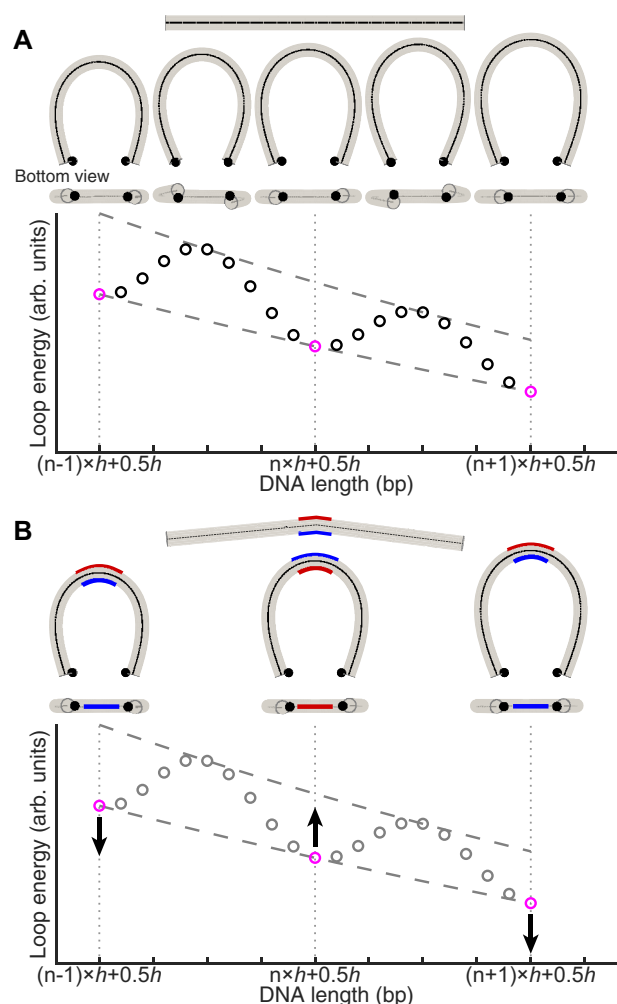 A
Bottom view
Loop energy (arb. units)
(n-1)×h+0.5h n×h+0.5h (n+1)×h+0.5h
DNA length (bp)
B
Loop energy (arb. units)
(n-1)×h+0.5h n×h+0.5h (n+1)×h+0.5h
DNA length (bp)